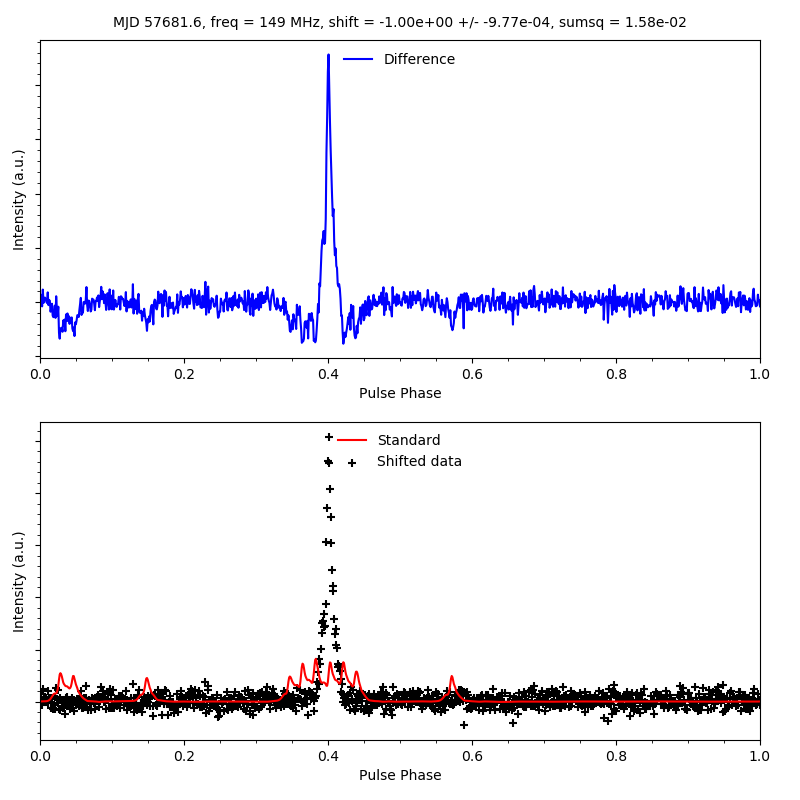 MJD 57681.6, freq = 149 MHz, shift = -1.00e+00 +/- -9.77e-04, sumsq = 1.58e-02
Difference
Intensity (a.u.)
0.0 0.2 0.4 0.6 0.8 1.0
Pulse Phase
Standard
Shifted data
Intensity (a.u.)
0.0 0.2 0.4 0.6 0.8 1.0
Pulse Phase